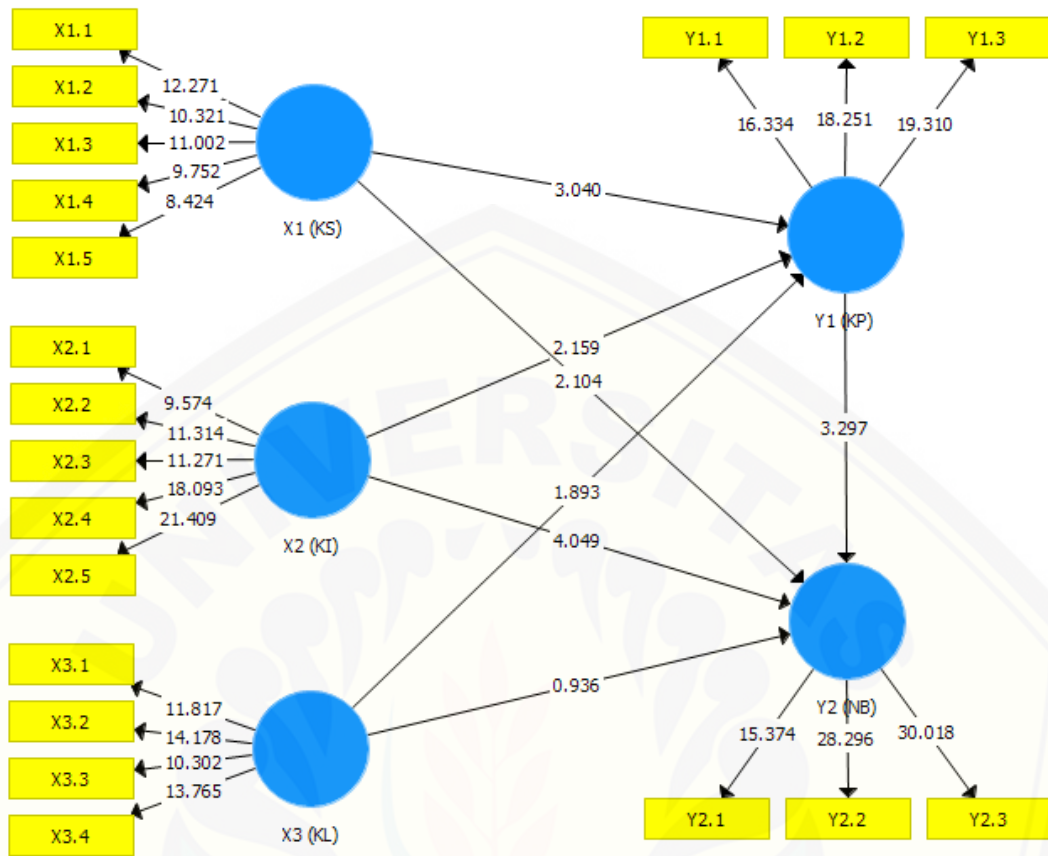 X1.1
X1.2
X1.3
X1.4
X1.5
12.271
10.321
11.002
9.752
8.424
X1 (KS)
X2.1
X2.2
X2.3
X2.4
X2.5
9.574
11.314
11.271
18.093
21.409
X2 (KI)
X3.1
X3.2
X3.3
X3.4
11.817
14.178
10.302
13.765
X3 (KL)
3.040
2.159
2.104
1.893
4.049
0.936
Y1.1
Y1.2
Y1.3
16.334
18.251
19.310
Y1 (KP)
3.297
Y2 (NB)
15.374
28.296
30.018
Y2.1
Y2.2
Y2.3
UNIVERSITAS